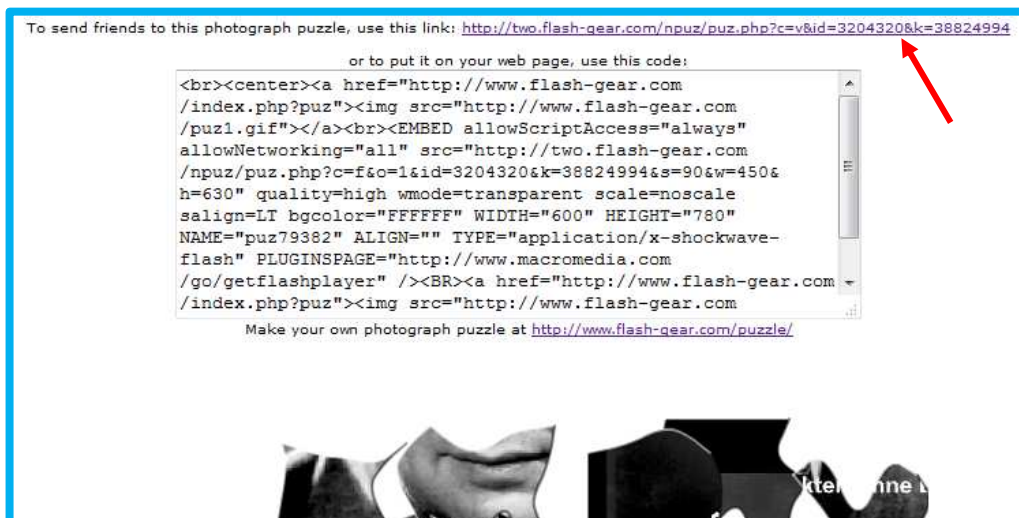 To send friends to this photograph puzzle, use this link: http://two.flash-gear.com/npuz/puz.php?c=v&id=3204320&k=38824994
or to put it on your web page, use this code:
<br><center><a href="http://www.flash-gear.com
/index.php?puz"><img src="http://www.flash-gear.com
/puz1.gif"></a><br><EMBED allowScriptAccess="always"
allowNetworking="all" src="http://two.flash-gear.com
/npuz/puz.php?c=f&o=1&id=3204320&k=38824994&s=90&w=450&
h=630" quality=high wmode=transparent scale=noscale
salign=LT bgcolor="FFFFFF" WIDTH="600" HEIGHT="780"
NAME="puz79382" ALIGN="" TYPE="application/x-shockwave-
flash" PLUGINSPAGE="http://www.macromedia.com
/go/getflashplayer" /><BR><a href="http://www.flash-gear.com
/index.php?puz"><img src="http://www.flash-gear.com
Make your own photograph puzzle at http://www.flash-gear.com/puzzle/